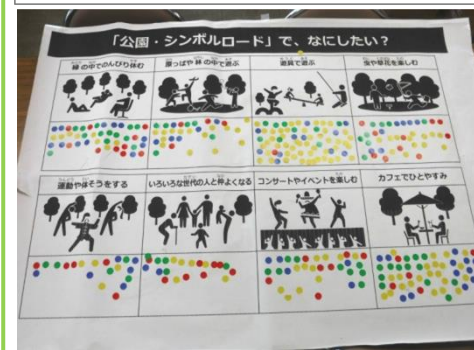 「公園・シンボルロード」で、なにしたい？
緑の中でのんびり休む
原っぱや林の中で遊ぶ
遊具で遊ぶ
虫や草花を楽しむ
運動や体そうをする
いろいろな世代の人と仲よくなる
コンサートやイベントを楽しむ
カフェでひとやすみ